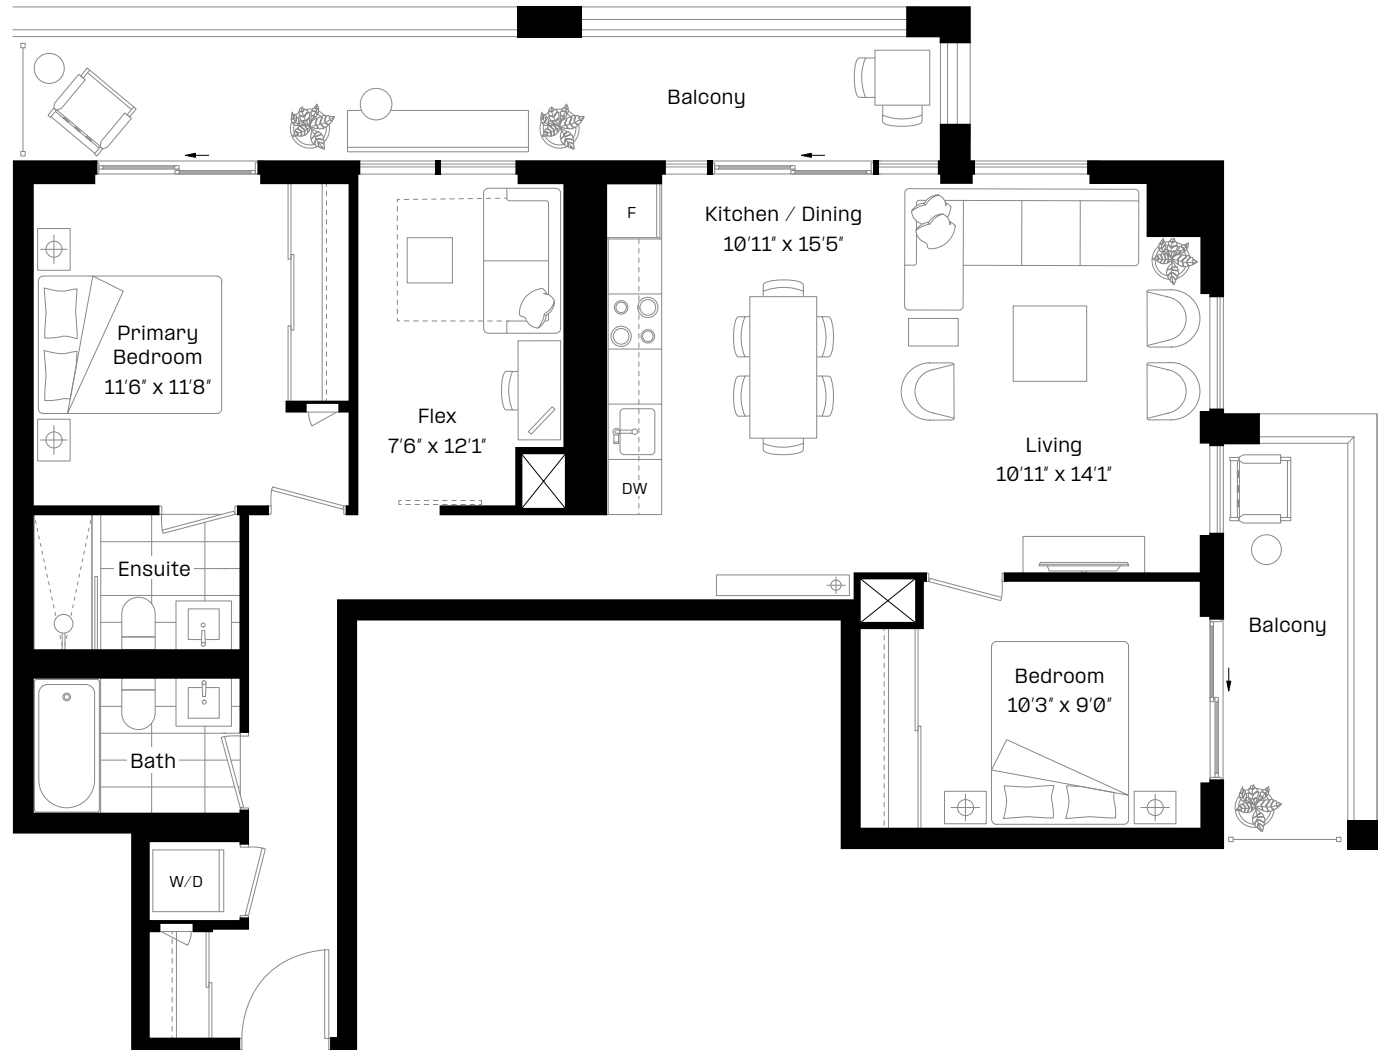 Balcony
F
Kitchen / Dining
10'11" x 15'5"
Primary
Bedroom
11'6" x 11'8"
Flex
7'6" x 12'1"
Living
10'11" x 14'1"
DW
Ensuite
Balcony
Bedroom
10'3" x 9'0"
Bath
W/D